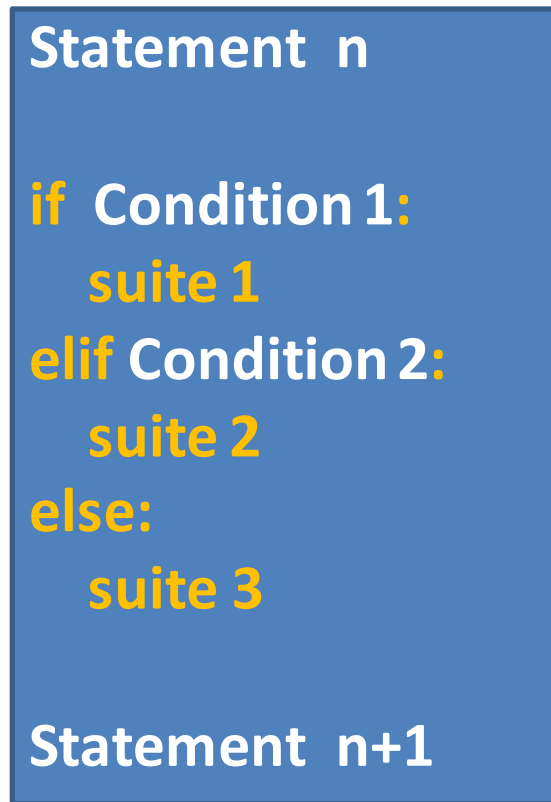 Statement n
if Condition 1:
suite 1
elif Condition 2:
suite 2
else:
suite 3
Statement n+1